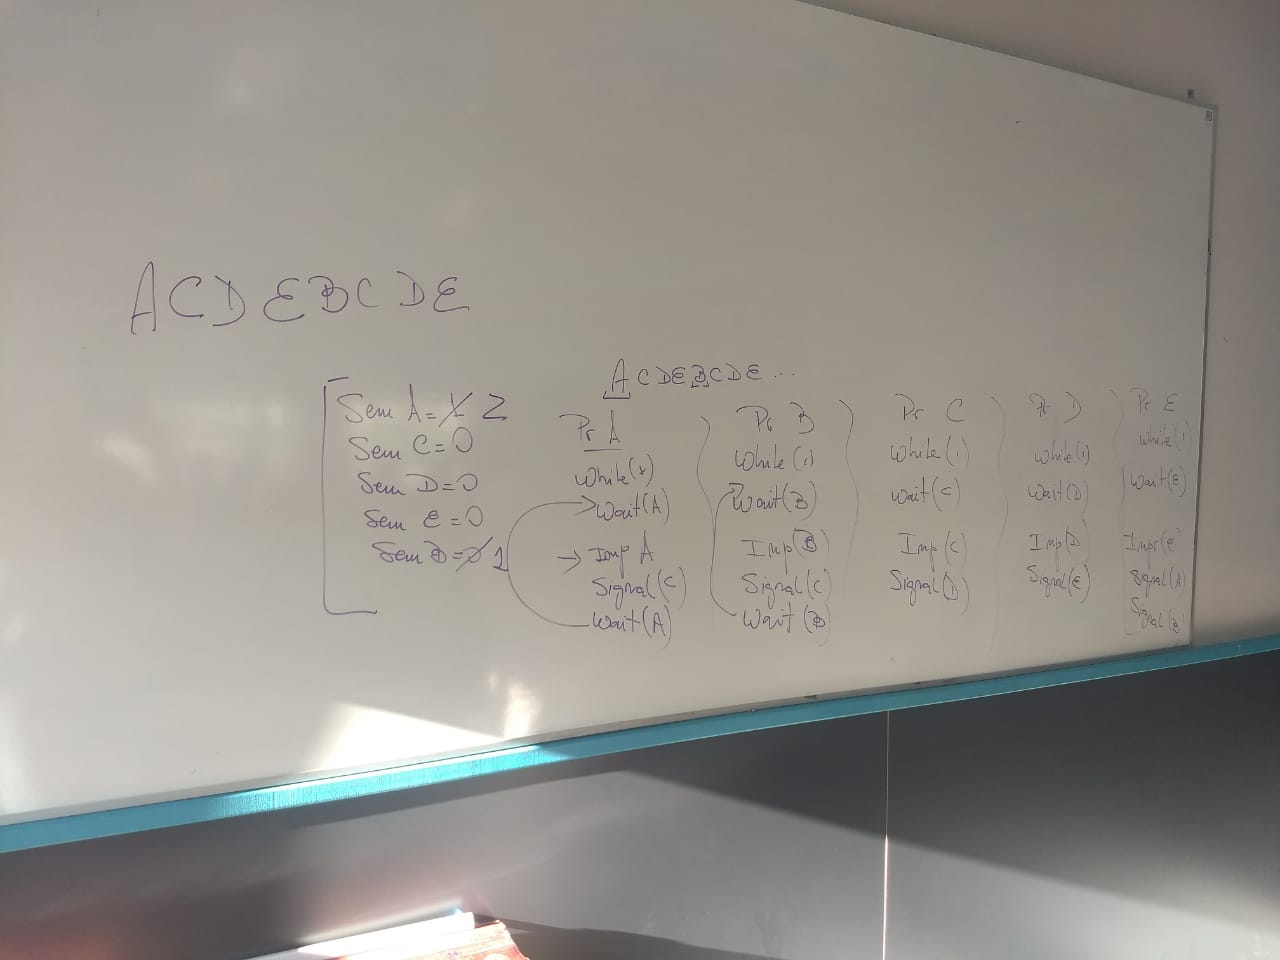 ACDEBCDE
ACDEBCDE...
Sem A = 1 2
Sem C = 0
Sem D = 0
Sem E = 0
Sem B = 0 1
Pr A
While(1)
Wait(A)
Imp A
Signal(C)
Wait(A)
Pr B
While(1)
Wait(B)
Imp(B)
Signal(C)
Wait(B)
Pr C
While(1)
Wait(C)
Imp(C)
Signal(D)
Pr D
While(1)
Wait(D)
Imp(D)
Signal(E)
Pr E
While(1
Wait(E)
Impr(E)
Signal(A)
Signal(B)